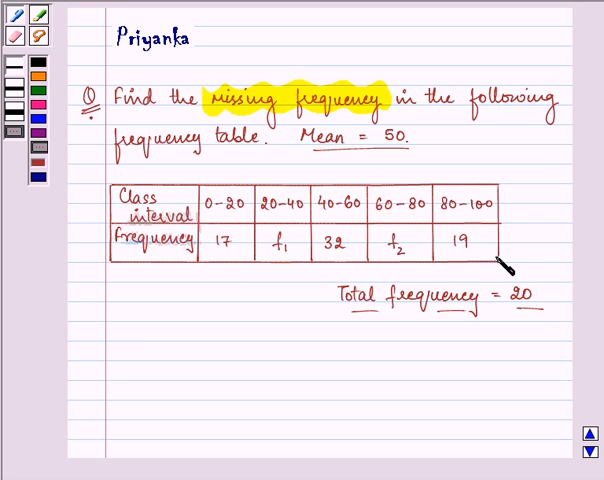 Priyanka
Q Find the missing frequency in the following
frequency table. Mean = 50.
Class interval 0-20 20-40 40-60 60-80 80-100
Frequency 17 f₁ 32 f₂ 19
Total frequency = 20